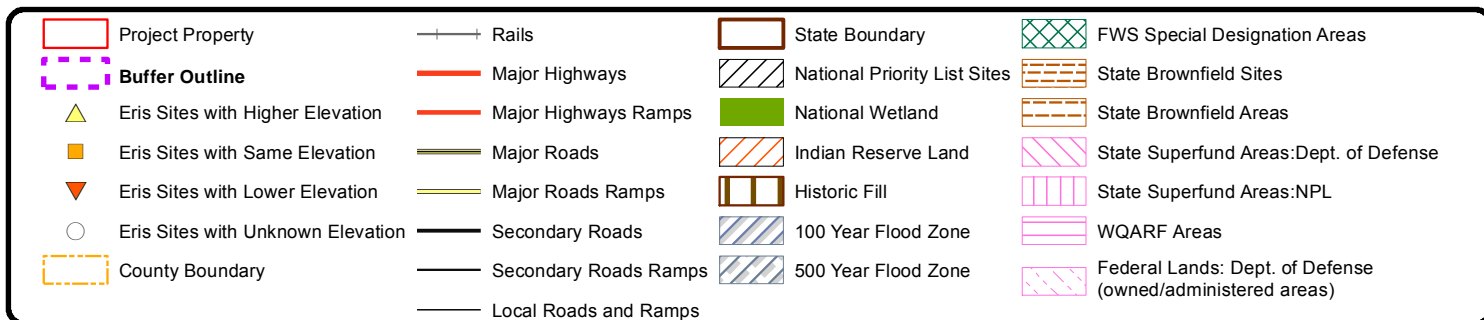 Project Property
Buffer Outline
Eris Sites with Higher Elevation
Eris Sites with Same Elevation
Eris Sites with Lower Elevation
Eris Sites with Unknown Elevation
County Boundary
Rails
Major Highways
Major Highways Ramps
Major Roads
Major Roads Ramps
Secondary Roads
Secondary Roads Ramps
Local Roads and Ramps
State Boundary
National Priority List Sites
National Wetland
Indian Reserve Land
Historic Fill
100 Year Flood Zone
500 Year Flood Zone
FWS Special Designation Areas
State Brownfield Sites
State Brownfield Areas
State Superfund Areas:Dept. of Defense
State Superfund Areas:NPL
WQARF Areas
Federal Lands: Dept. of Defense
(owned/administered areas)